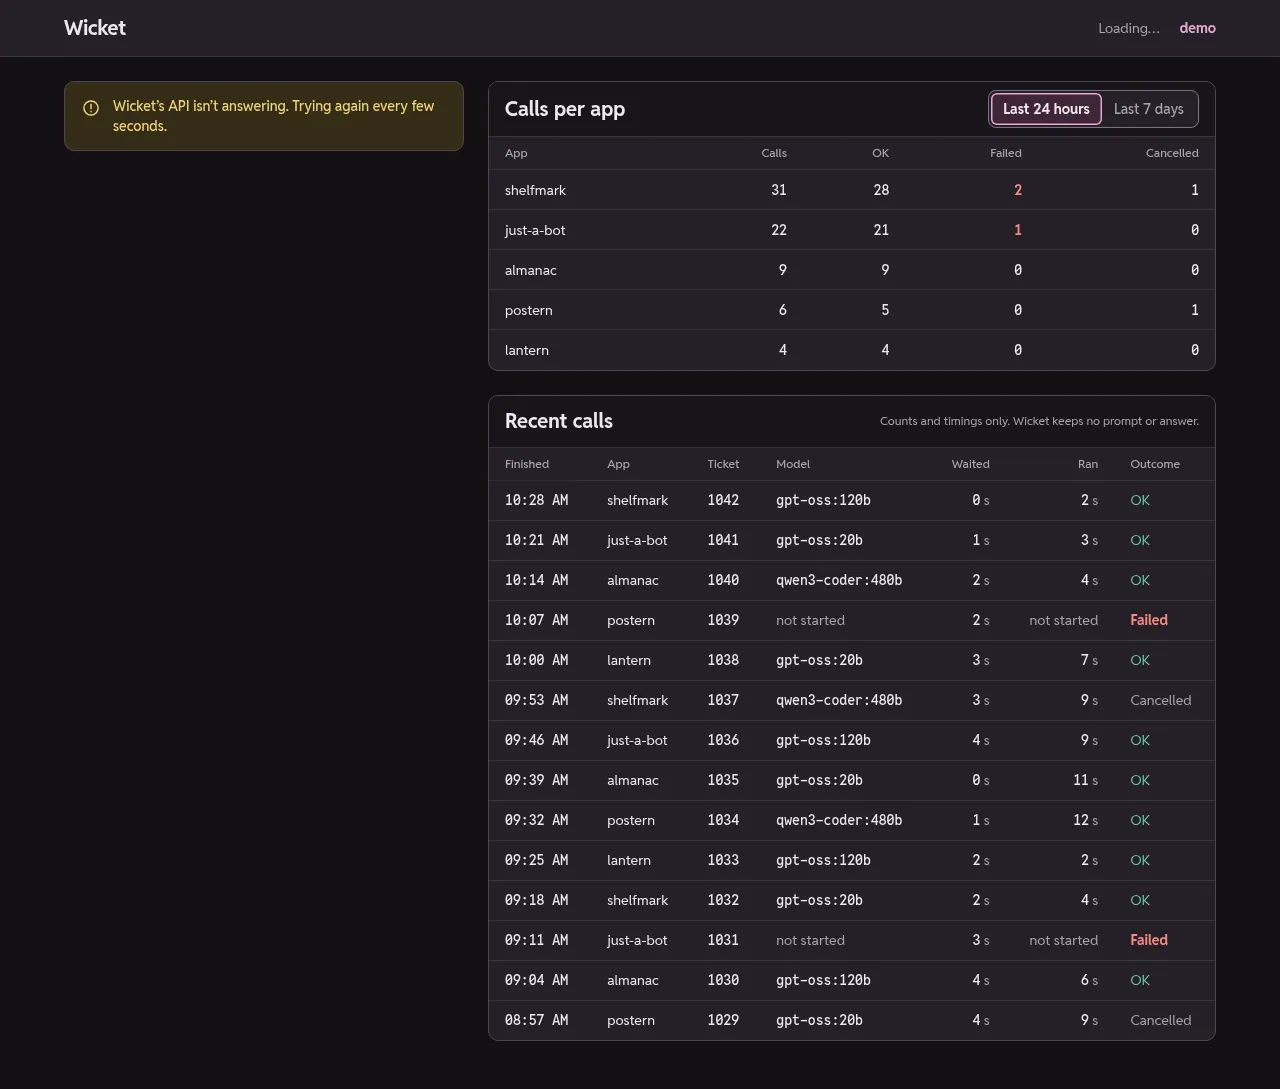 Wicket
Loading…
demo
Wicket’s API isn’t answering. Trying again every few
seconds.
Calls per app
Last 24 hours
Last 7 days
App Calls OK Failed Cancelled
shelfmark 31 28 2 1
just-a-bot 22 21 1 0
almanac 9 9 0 0
postern 6 5 0 1
lantern 4 4 0 0
Recent calls
Counts and timings only. Wicket keeps no prompt or answer.
Finished App Ticket Model Waited Ran Outcome
10:28 AM shelfmark 1042 gpt-oss:120b 0 s 2 s OK
10:21 AM just-a-bot 1041 gpt-oss:20b 1 s 3 s OK
10:14 AM almanac 1040 qwen3-coder:480b 2 s 4 s OK
10:07 AM postern 1039 not started 2 s not started Failed
10:00 AM lantern 1038 gpt-oss:20b 3 s 7 s OK
09:53 AM shelfmark 1037 qwen3-coder:480b 3 s 9 s Cancelled
09:46 AM just-a-bot 1036 gpt-oss:120b 4 s 9 s OK
09:39 AM almanac 1035 gpt-oss:20b 0 s 11 s OK
09:32 AM postern 1034 qwen3-coder:480b 1 s 12 s OK
09:25 AM lantern 1033 gpt-oss:120b 2 s 2 s OK
09:18 AM shelfmark 1032 gpt-oss:20b 2 s 4 s OK
09:11 AM just-a-bot 1031 not started 3 s not started Failed
09:04 AM almanac 1030 gpt-oss:120b 4 s 6 s OK
08:57 AM postern 1029 gpt-oss:20b 4 s 9 s Cancelled